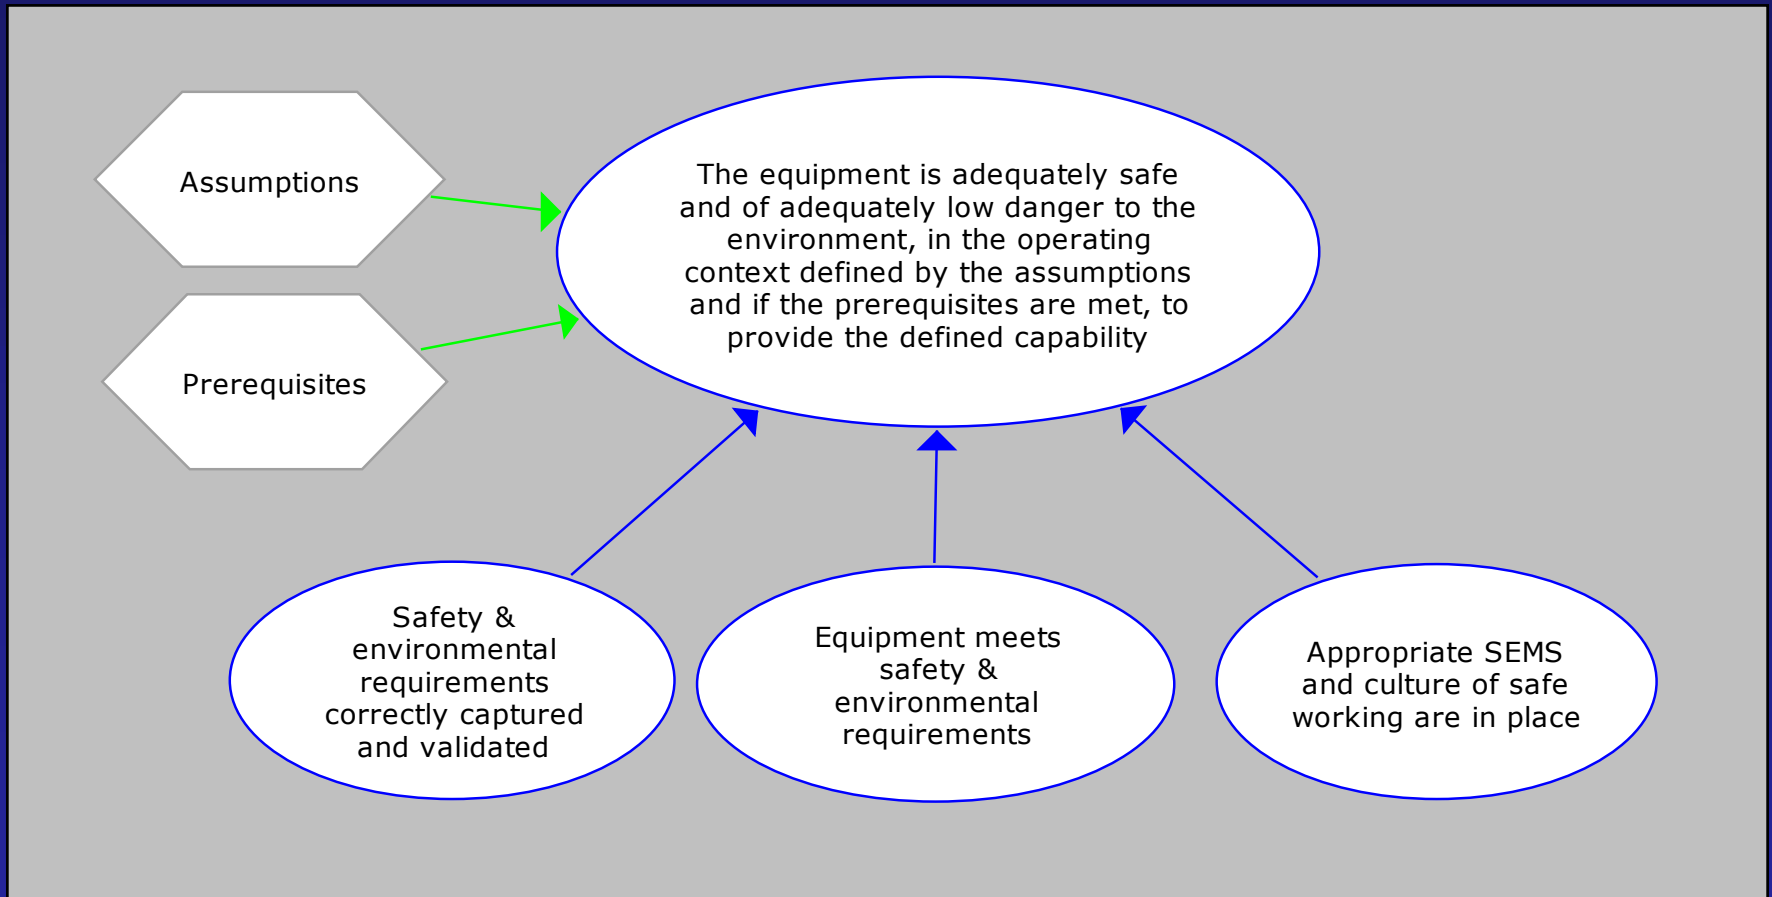 Assumptions
Prerequisites
The equipment is adequately safe
and of adequately low danger to the
environment, in the operating
context defined by the assumptions
and if the prerequisites are met, to
provide the defined capability
Safety &
environmental
requirements
correctly captured
and validated
Equipment meets
safety &
environmental
requirements
Appropriate SEMS
and culture of safe
working are in place